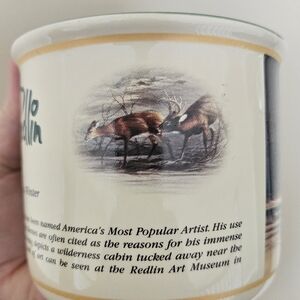 been named America's Most Popular Artist. His use
are often cited as the reasons for his immense
depicts a wilderness cabin tucked away near the
of art can be seen at the Redlin Art Museum in